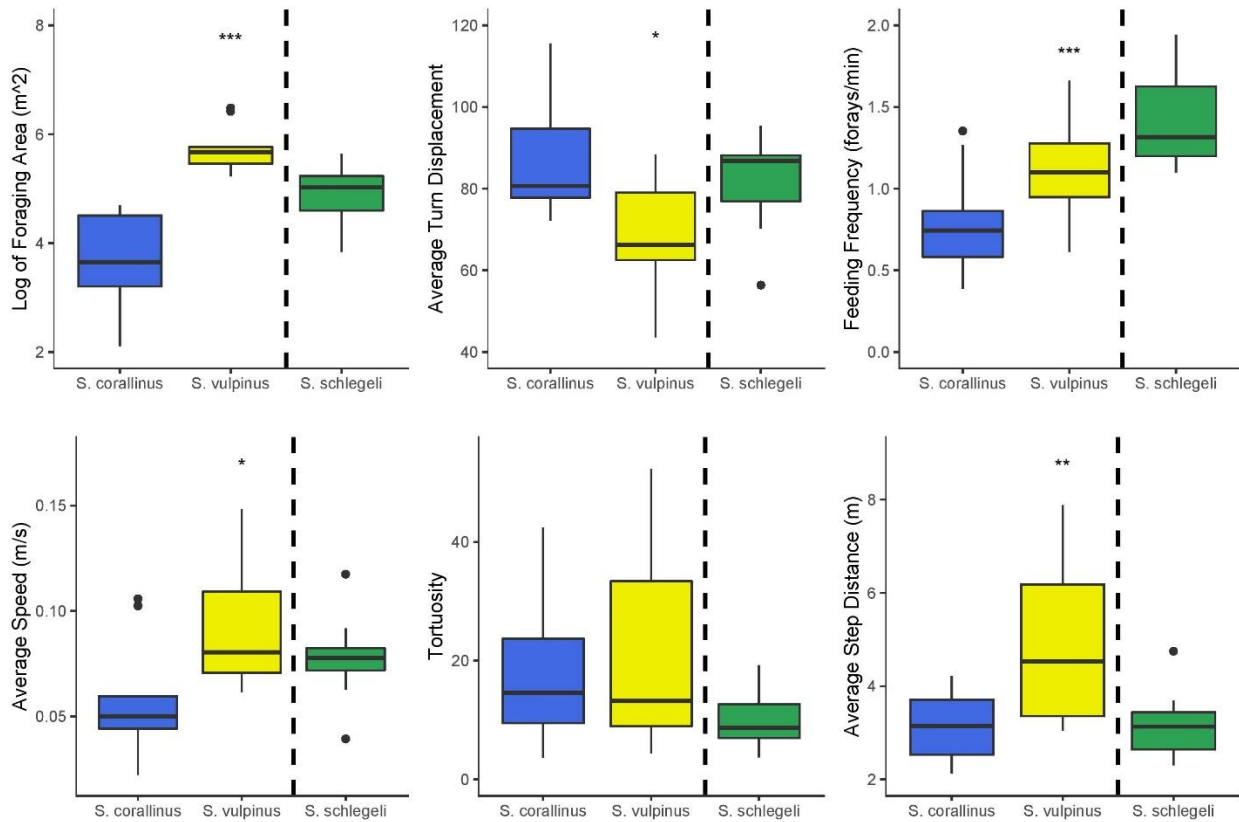 Log of Foraging Area (m^2)
8
6
4
2
***
S. corallinus S. vulpinus S. schlegeli
Average Turn Displacement
120
100
80
60
40
*
S. corallinus S. vulpinus S. schlegeli
Feeding Frequency (forays/min)
2.0
1.5
1.0
0.5
0.0
***
S. corallinus S. vulpinus S. schlegeli
Average Speed (m/s)
0.15
0.10
0.05
*
S. corallinus S. vulpinus S. schlegeli
Tortuosity
40
20
0
S. corallinus S. vulpinus S. schlegeli
Average Step Distance (m)
8
6
4
2
**
S. corallinus S. vulpinus S. schlegeli